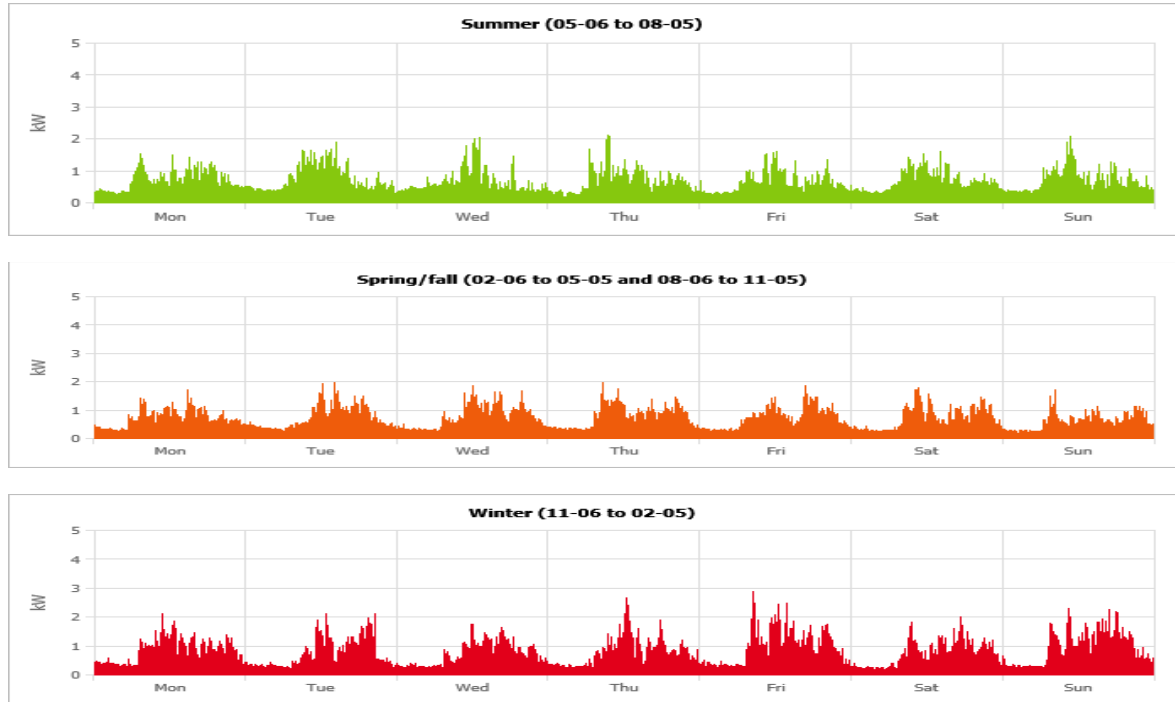 Summer (05-06 to 08-05)
5
4
3
2
1
0
kW
Mon Tue Wed Thu Fri Sat Sun
Spring/fall (02-06 to 05-05 and 08-06 to 11-05)
5
4
3
2
1
0
kW
Mon Tue Wed Thu Fri Sat Sun
Winter (11-06 to 02-05)
5
4
3
2
1
0
kW
Mon Tue Wed Thu Fri Sat Sun